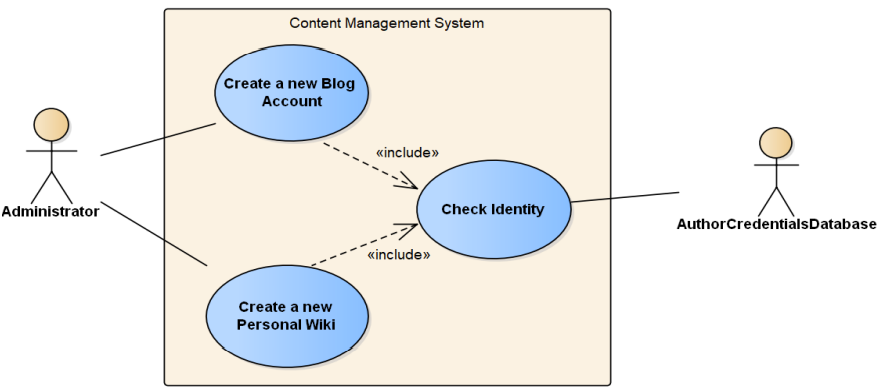 Content Management System
Create a new Blog
Account
«include»
Administrator
Check Identity
AuthorCredentialsDatabase
«include»
Create a new
Personal Wiki